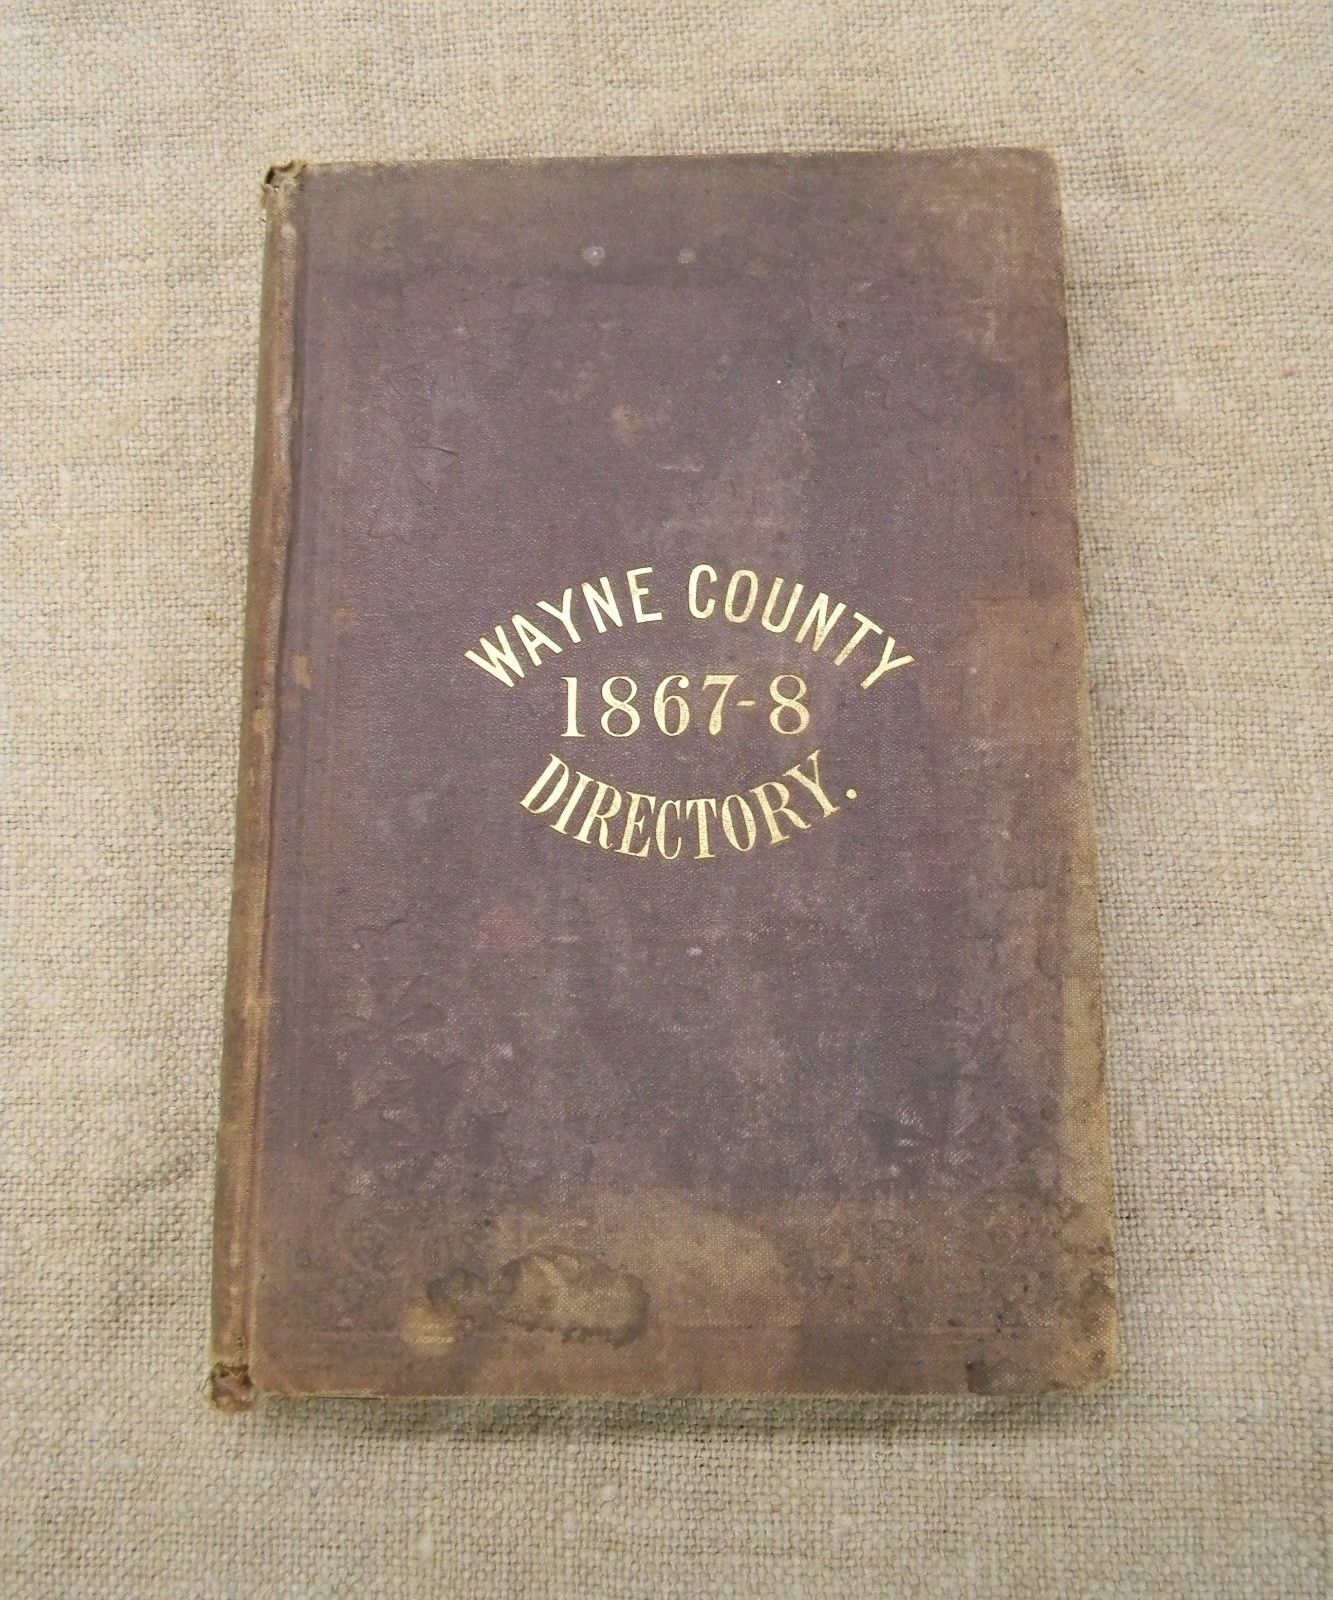 WAYNE COUNTY
1867-8
DIRECTORY.